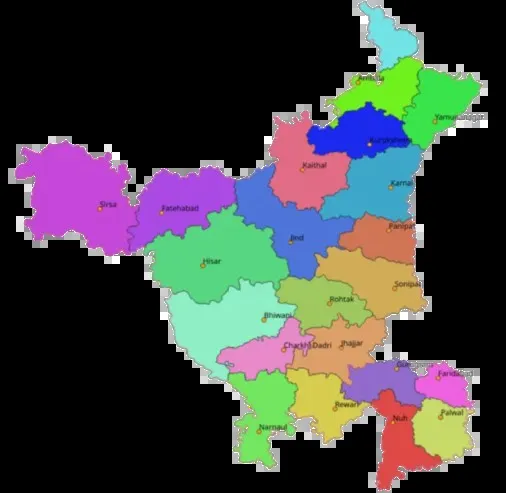 Ambala
Yamunanagar
Kurukshetra
Kaithal
Karnal
Sirsa
Fatehabad
Panipat
Jind
Hisar
Sonipat
Rohtak
Bhiwani
Charkhi Dadri
Jhajjar
Gurugram
Faridabad
Rewari
Palwal
Nuh
Narnaul